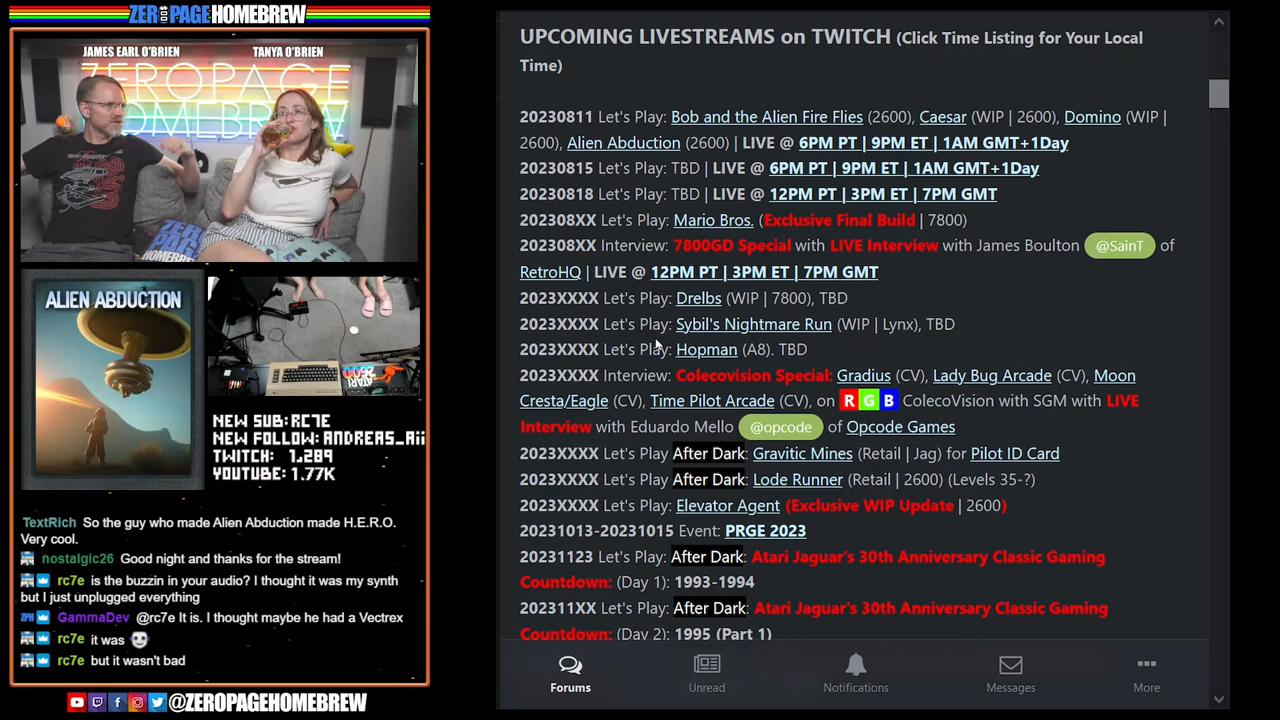 ZEROPAGE HOMEBREW
JAMES EARL O'BRIEN
TANYA O'BRIEN
ZEROPAGE
HOMEBREW
ALIEN ABDUCTION
NEW SUB:RC7E
NEW FOLLOW:ANDREAS_AII
TWITCH: 1,289
YOUTUBE: 1.77K
TextRich So the guy who made Alien Abduction made H.E.R.O.
Very cool.
nostalgic26 Good night and thanks for the stream!
rc7e is the buzzin in your audio? I thought it was my synth
but I just unplugged everything
GammaDev @rc7e It is. I thought maybe he had a Vectrex
rc7e it was
rc7e but it wasn't bad
@ZEROPAGEHOMEBREW
UPCOMING LIVESTREAMS on TWITCH (Click Time Listing for Your Local
Time)
20230811 Let's Play: Bob and the Alien Fire Flies (2600), Caesar (WIP | 2600), Domino (WIP |
2600), Alien Abduction (2600) | LIVE @ 6PM PT | 9PM ET | 1AM GMT+1Day
20230815 Let's Play: TBD | LIVE @ 6PM PT | 9PM ET | 1AM GMT+1Day
20230818 Let's Play: TBD | LIVE @ 12PM PT | 3PM ET | 7PM GMT
202308XX Let's Play: Mario Bros. (Exclusive Final Build | 7800)
202308XX Interview: 7800GD Special with LIVE Interview with James Boulton @SainT of
RetroHQ | LIVE @ 12PM PT | 3PM ET | 7PM GMT
2023XXXX Let's Play: Drelbs (WIP | 7800), TBD
2023XXXX Let's Play: Sybil's Nightmare Run (WIP | Lynx), TBD
2023XXXX Let's Play: Hopman (A8). TBD
2023XXXX Interview: Colecovision Special: Gradius (CV), Lady Bug Arcade (CV), Moon
Cresta/Eagle (CV), Time Pilot Arcade (CV), on R G B ColecoVision with SGM with LIVE
Interview with Eduardo Mello @opcode of Opcode Games
2023XXXX Let's Play After Dark: Gravitic Mines (Retail | Jag) for Pilot ID Card
2023XXXX Let's Play After Dark: Lode Runner (Retail | 2600) (Levels 35-?)
2023XXXX Let's Play: Elevator Agent (Exclusive WIP Update | 2600)
20231013-20231015 Event: PRGE 2023
20231123 Let's Play: After Dark: Atari Jaguar's 30th Anniversary Classic Gaming
Countdown: (Day 1): 1993-1994
202311XX Let's Play: After Dark: Atari Jaguar's 30th Anniversary Classic Gaming
Countdown: (Day 2): 1995 (Part 1)
Forums
Unread
Notifications
Messages
More